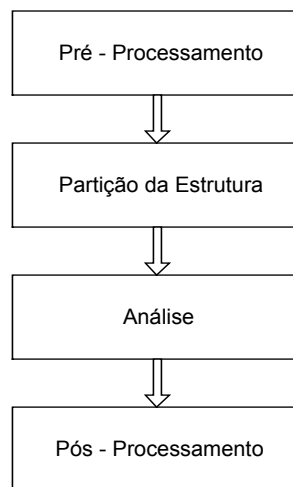 Pré - Processamento
Partição da Estrutura
Análise
Pós - Processamento